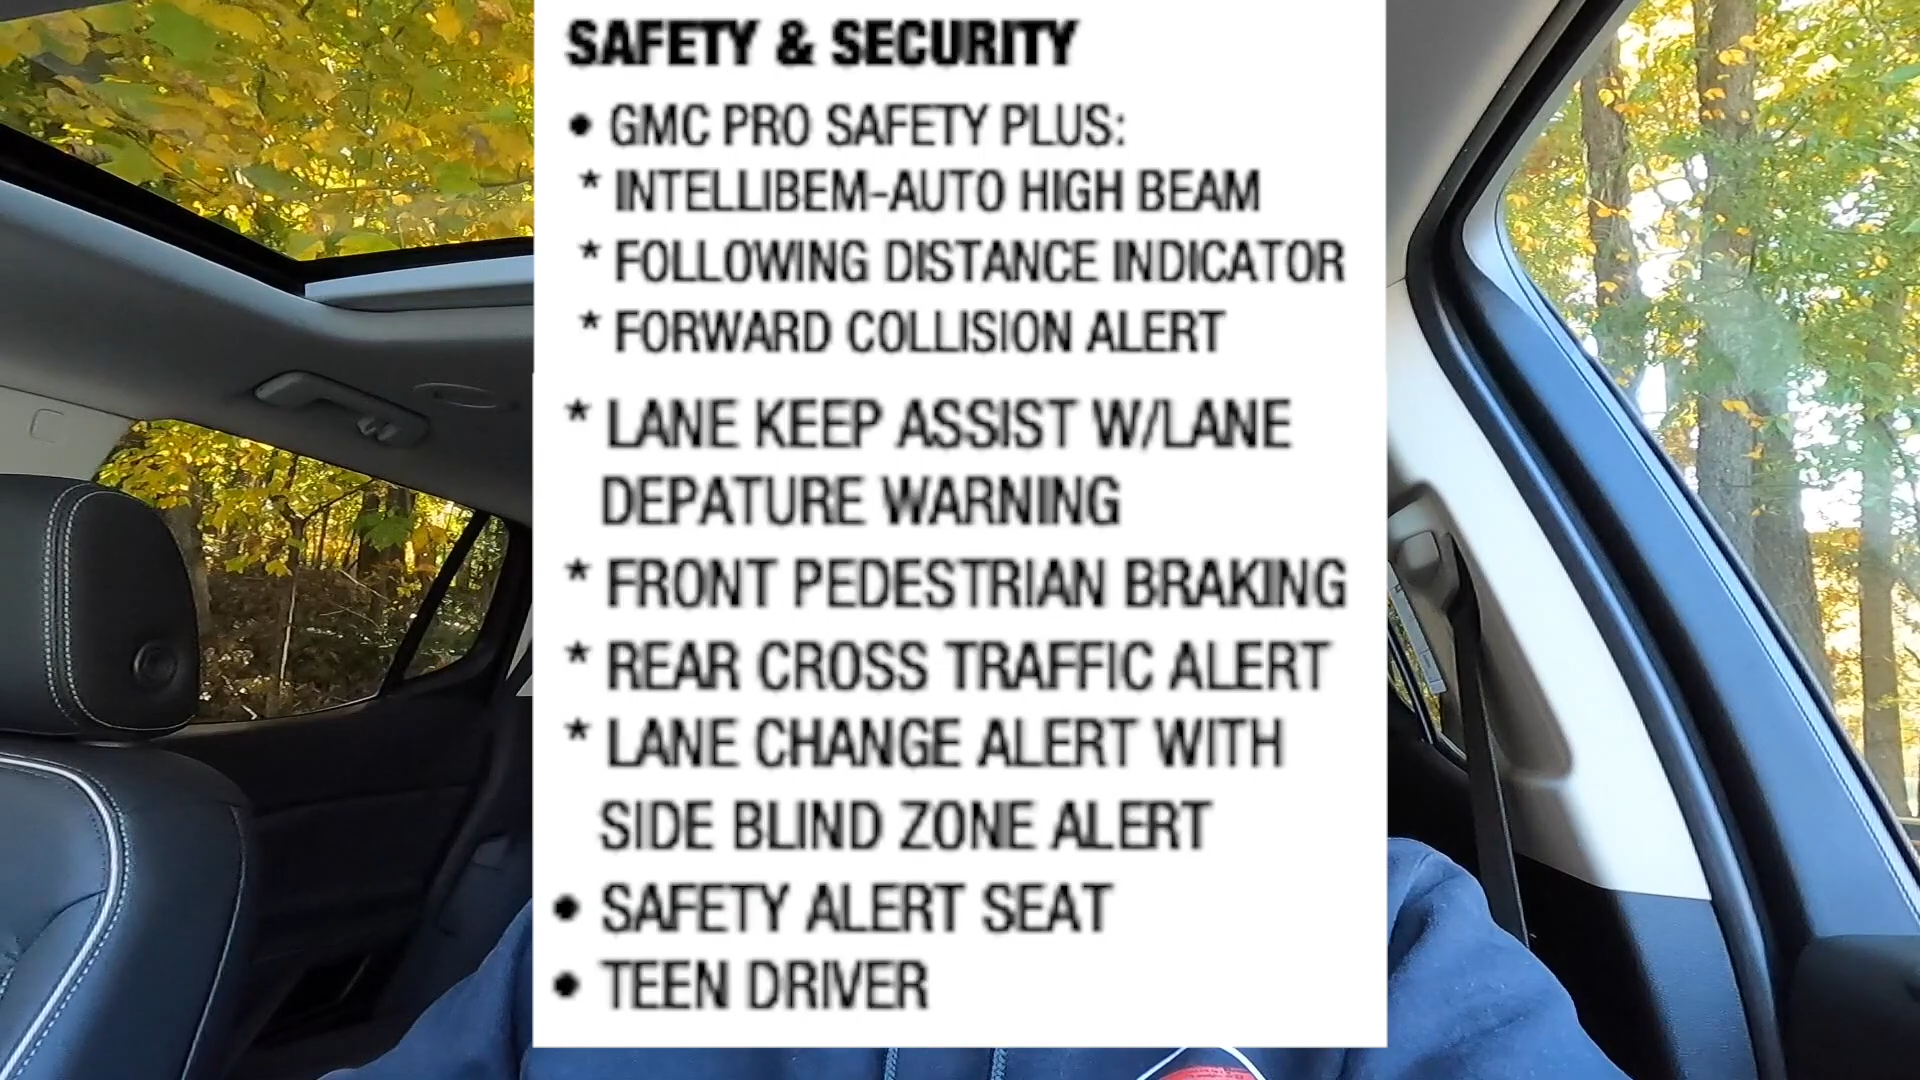 SAFETY & SECURITY
• GMC PRO SAFETY PLUS:
* INTELLIBEM-AUTO HIGH BEAM
* FOLLOWING DISTANCE INDICATOR
* FORWARD COLLISION ALERT
* LANE KEEP ASSIST W/LANE
DEPATURE WARNING
* FRONT PEDESTRIAN BRAKING
* REAR CROSS TRAFFIC ALERT
* LANE CHANGE ALERT WITH
SIDE BLIND ZONE ALERT
• SAFETY ALERT SEAT
• TEEN DRIVER